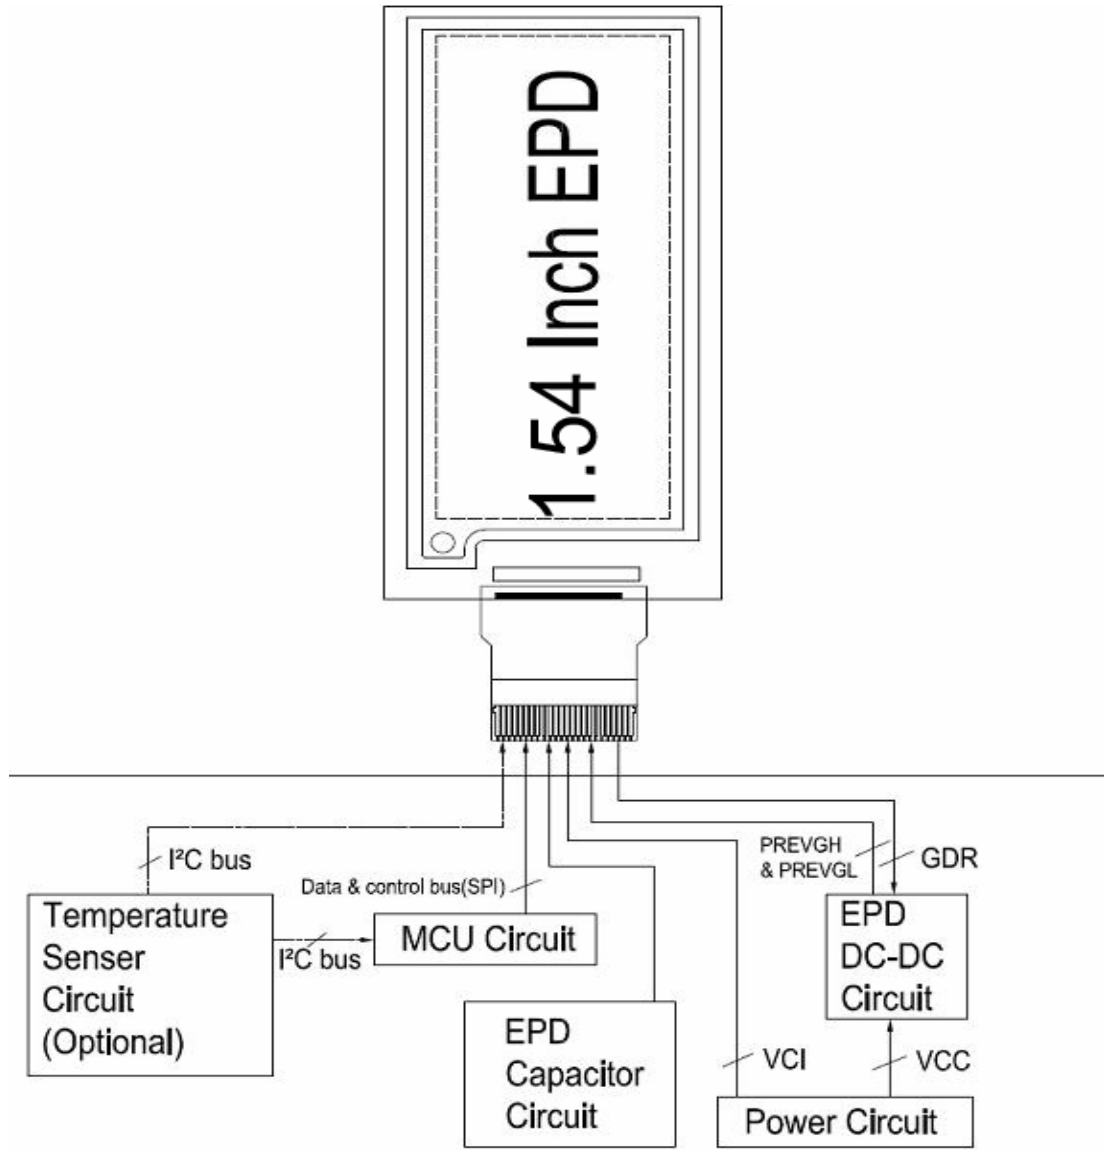 1.54 Inch EPD
I²C bus
PREVGH
& PREVGL
GDR
Data & control bus(SPI)
Temperature
Senser
Circuit
(Optional)
I²C bus
MCU Circuit
EPD
DC-DC
Circuit
EPD
Capacitor
Circuit
VCI
VCC
Power Circuit